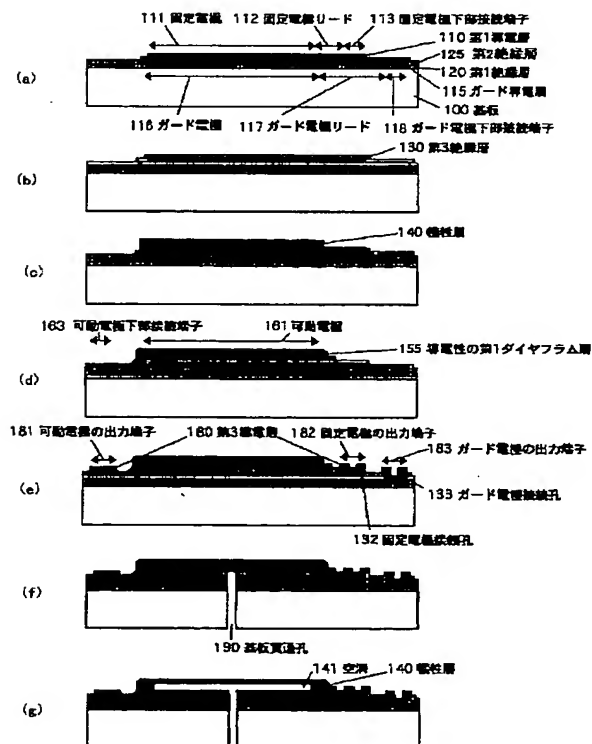 111 固定電極
112 固定電極リード
113 固定電極下部接続端子
110 第1導電層
125 第2絶縁層
120 第1絶縁層
115 ガード導電層
100 基板
(a)
116 ガード電極
117 ガード電極リード
118 ガード電極下部接続端子
130 第3絶縁層
(b)
140 犠牲層
(c)
163 可動電極下部接続端子
161 可動電極
155 導電性の第1ダイヤフラム層
(d)
181 可動電極の出力端子
180 第3導電層
182 固定電極の出力端子
183 ガード電極の出力端子
(e)
133 ガード電極接続孔
132 固定電極接続孔
(f)
190 基板貫通孔
141 空洞
140 犠牲層
(g)